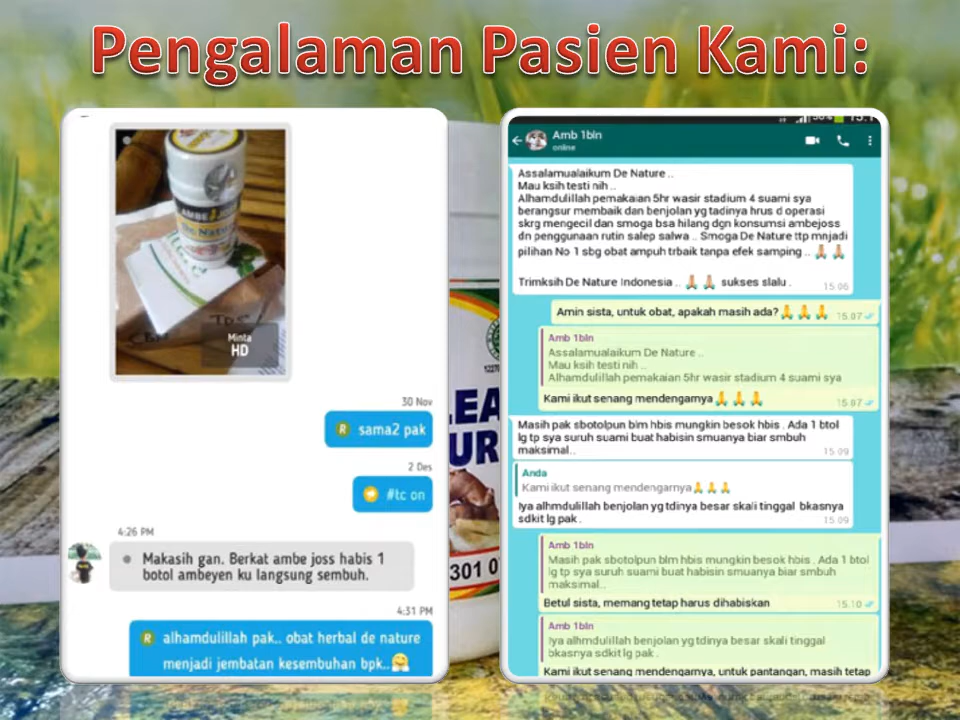 Pengalaman Pasien Kami:
AMBE JOSS
De Nature
Minta
HD
30 Nov
R sama2 pak
2 Des
#tc on
4:26 PM
Makasih gan. Berkat ambe joss habis 1
botol ambeyen ku langsung sembuh.
4:31 PM
R alhamdulillah pak.. obat herbal de nature
menjadi jembatan kesembuhan bpk..🤗
LEA
UR
301 0
Amb 1bln
online
Assalamualaikum De Nature ..
Mau ksih testi nih ..
Alhamdulillah pemakaian 5hr wasir stadium 4 suami sya
berangsur membaik dan benjolan yg tadinya hrus d operasi
skrg mengecil dan smoga bsa hilang dgn konsumsi ambejoss
dn penggunaan rutin salep salwa .. Smoga De Nature ttp mnjadi
pilihan No 1 sbg obat ampuh trbaik tanpa efek samping .. 🙏🙏
Trimksih De Nature Indonesia .. 🙏🙏 sukses slalu .
15.06
Amin sista, untuk obat, apakah masih ada?🙏🙏🙏 15.07
Amb 1bln
Assalamualaikum De Nature ..
Mau ksih testi nih ..
Alhamdulillah pemakaian 5hr wasir stadium 4 suami sya
Kami ikut senang mendengarnya🙏🙏🙏 15.07
Masih pak sbotolpun blm hbis mungkin besok hbis . Ada 1 btol
lg tp sya suruh suami buat habisin smuanya biar smbuh
maksimal.. 15.09
Anda
Kami ikut senang mendengarnya🙏🙏🙏
Iya alhmdulillah benjolan yg tdinya besar skali tinggal bkasnya
sdkit lg pak . 15.09
Amb 1bln
Masih pak sbotolpun blm hbis mungkin besok hbis . Ada 1 btol
lg tp sya suruh suami buat habisin smuanya biar smbuh
maksimal..
Betul sista, memang tetap harus dihabiskan 15.10
Amb 1bln
Iya alhmdulillah benjolan yg tdinya besar skali tinggal
bkasnya sdkit lg pak .
Kami ikut senang mendengarnya, untuk pantangan, masih tetap